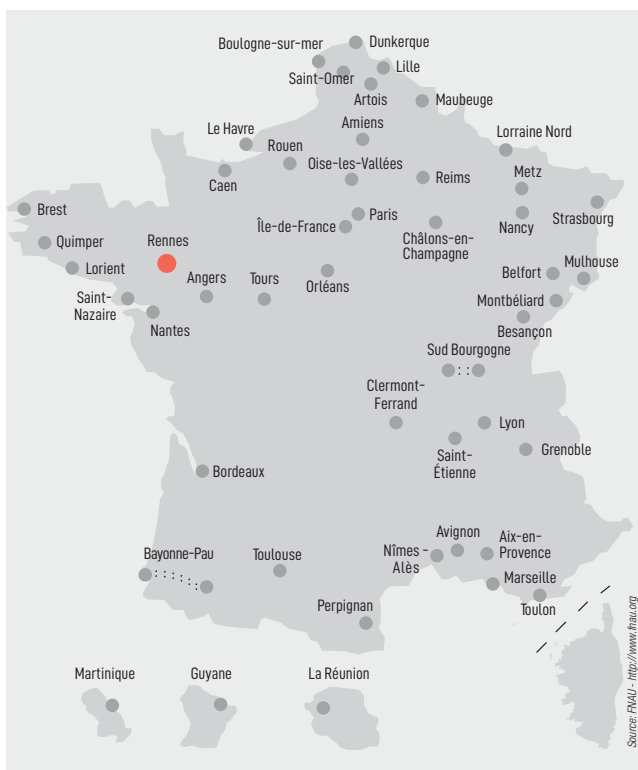 Dunkerque
Boulogne-sur-mer
Lille
Saint-Omer
Artois
Maubeuge
Le Havre
Amiens
Lorraine Nord
Rouen
Oise-les-Vallées
Metz
Caen
Reims
Brest
Paris
Nancy
Strasbourg
Île-de-France
Châlons-en-
Champagne
Quimper
Rennes
Lorient
Angers
Tours
Orléans
Belfort
Mulhouse
Saint-
Nazaire
Montbéliard
Nantes
Besançon
Sud Bourgogne
Clermont-
Ferrand
Lyon
Saint-
Étienne
Grenoble
Bordeaux
Bayonne-Pau
Toulouse
Nîmes -
Alès
Avignon
Aix-en-
Provence
Marseille
Toulon
Perpignan
Martinique
Guyane
La Réunion
Source: FNAU - http://www.fnau.org